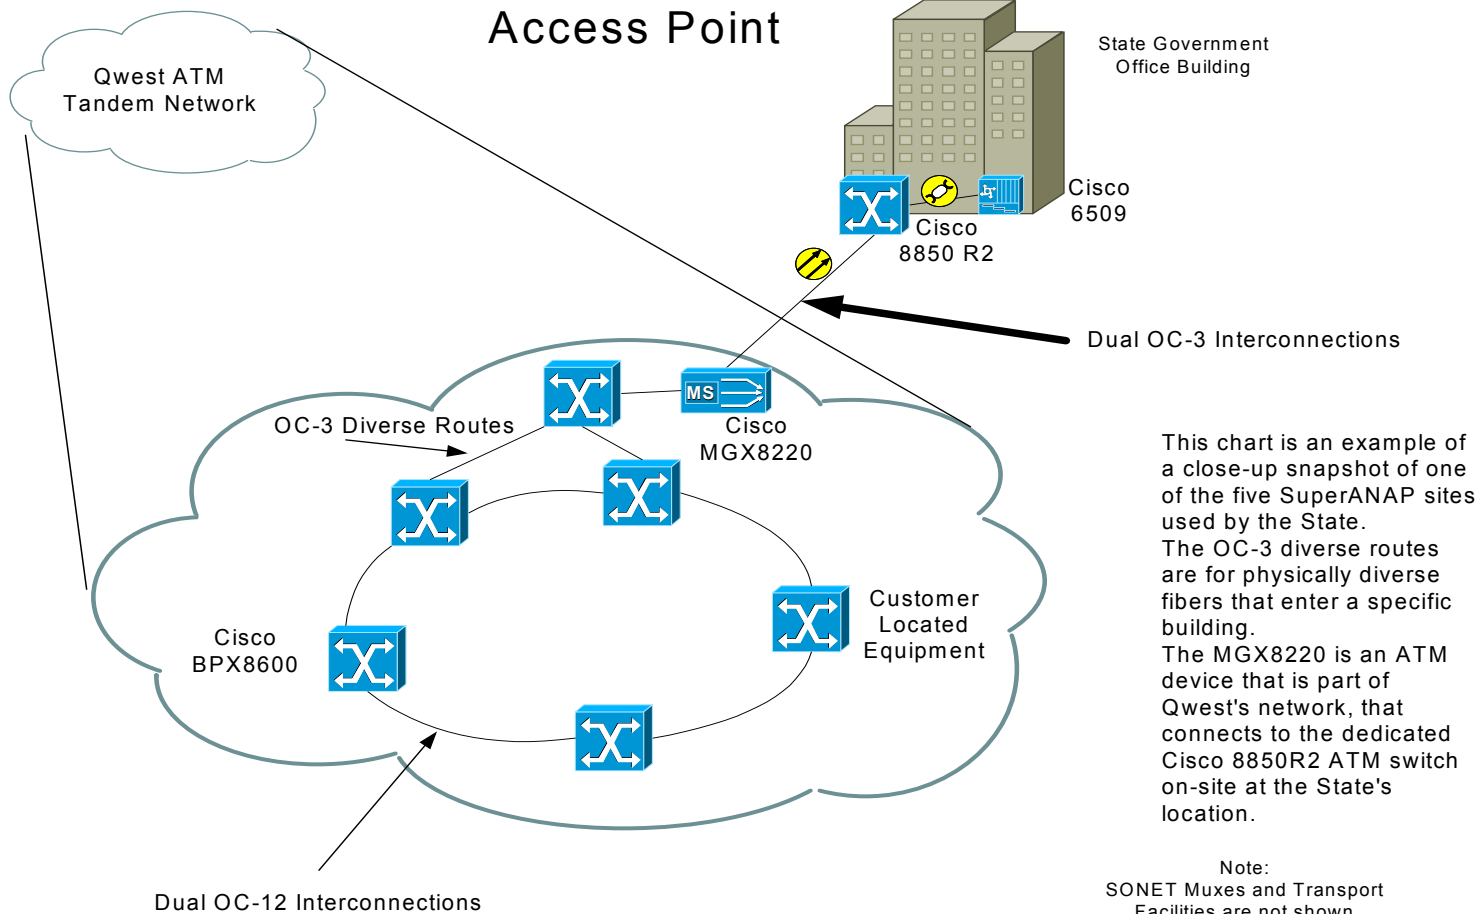 Access Point
Qwest ATM
Tandem Network
State Government
Office Building
Cisco
6509
Cisco
8850 R2
Dual OC-3 Interconnections
MS
Cisco
MGX8220
OC-3 Diverse Routes
Customer
Located
Equipment
Cisco
BPX8600
Dual OC-12 Interconnections
This chart is an example of
a close-up snapshot of one
of the five SuperANAP sites
used by the State.
The OC-3 diverse routes
are for physically diverse
fibers that enter a specific
building.
The MGX8220 is an ATM
device that is part of
Qwest's network, that
connects to the dedicated
Cisco 8850R2 ATM switch
on-site at the State's
location.
Note:
SONET Muxes and Transport
Facilities are not shown